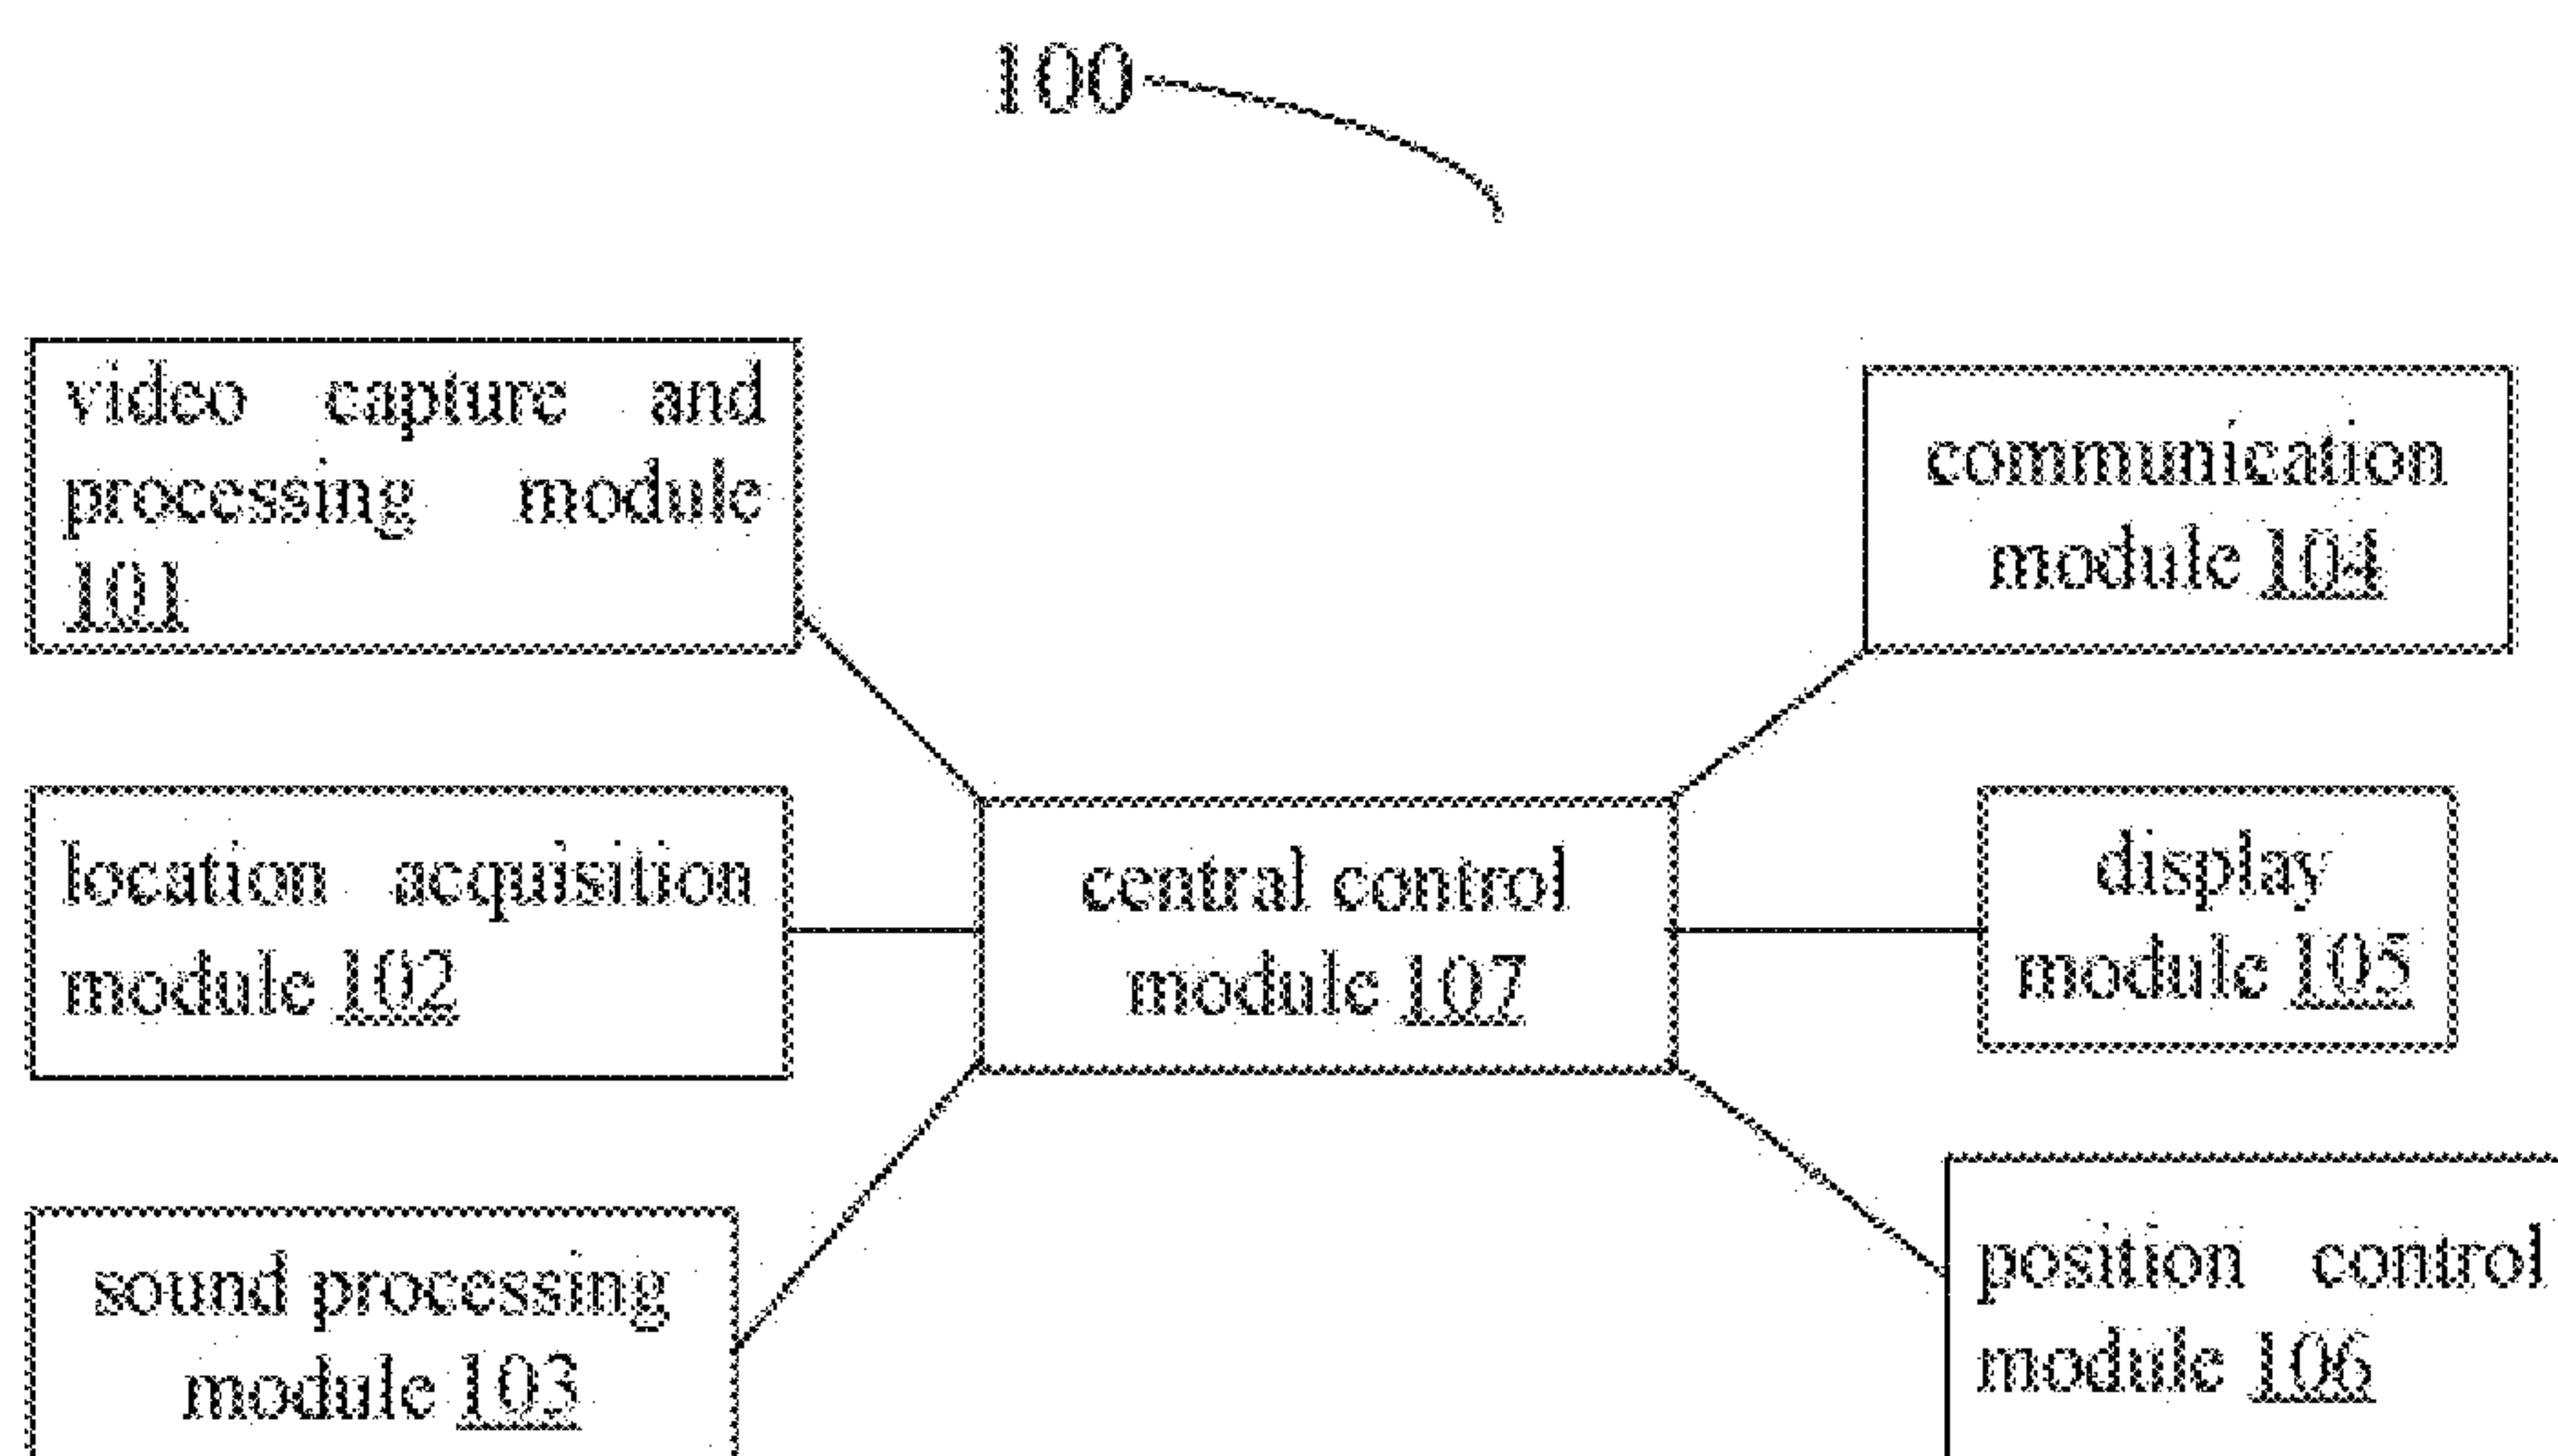 100
video capture and
processing module
101
communication
module 104
location acquisition
module 102
central control
module 107
display
module 105
sound processing
module 103
position control
module 106